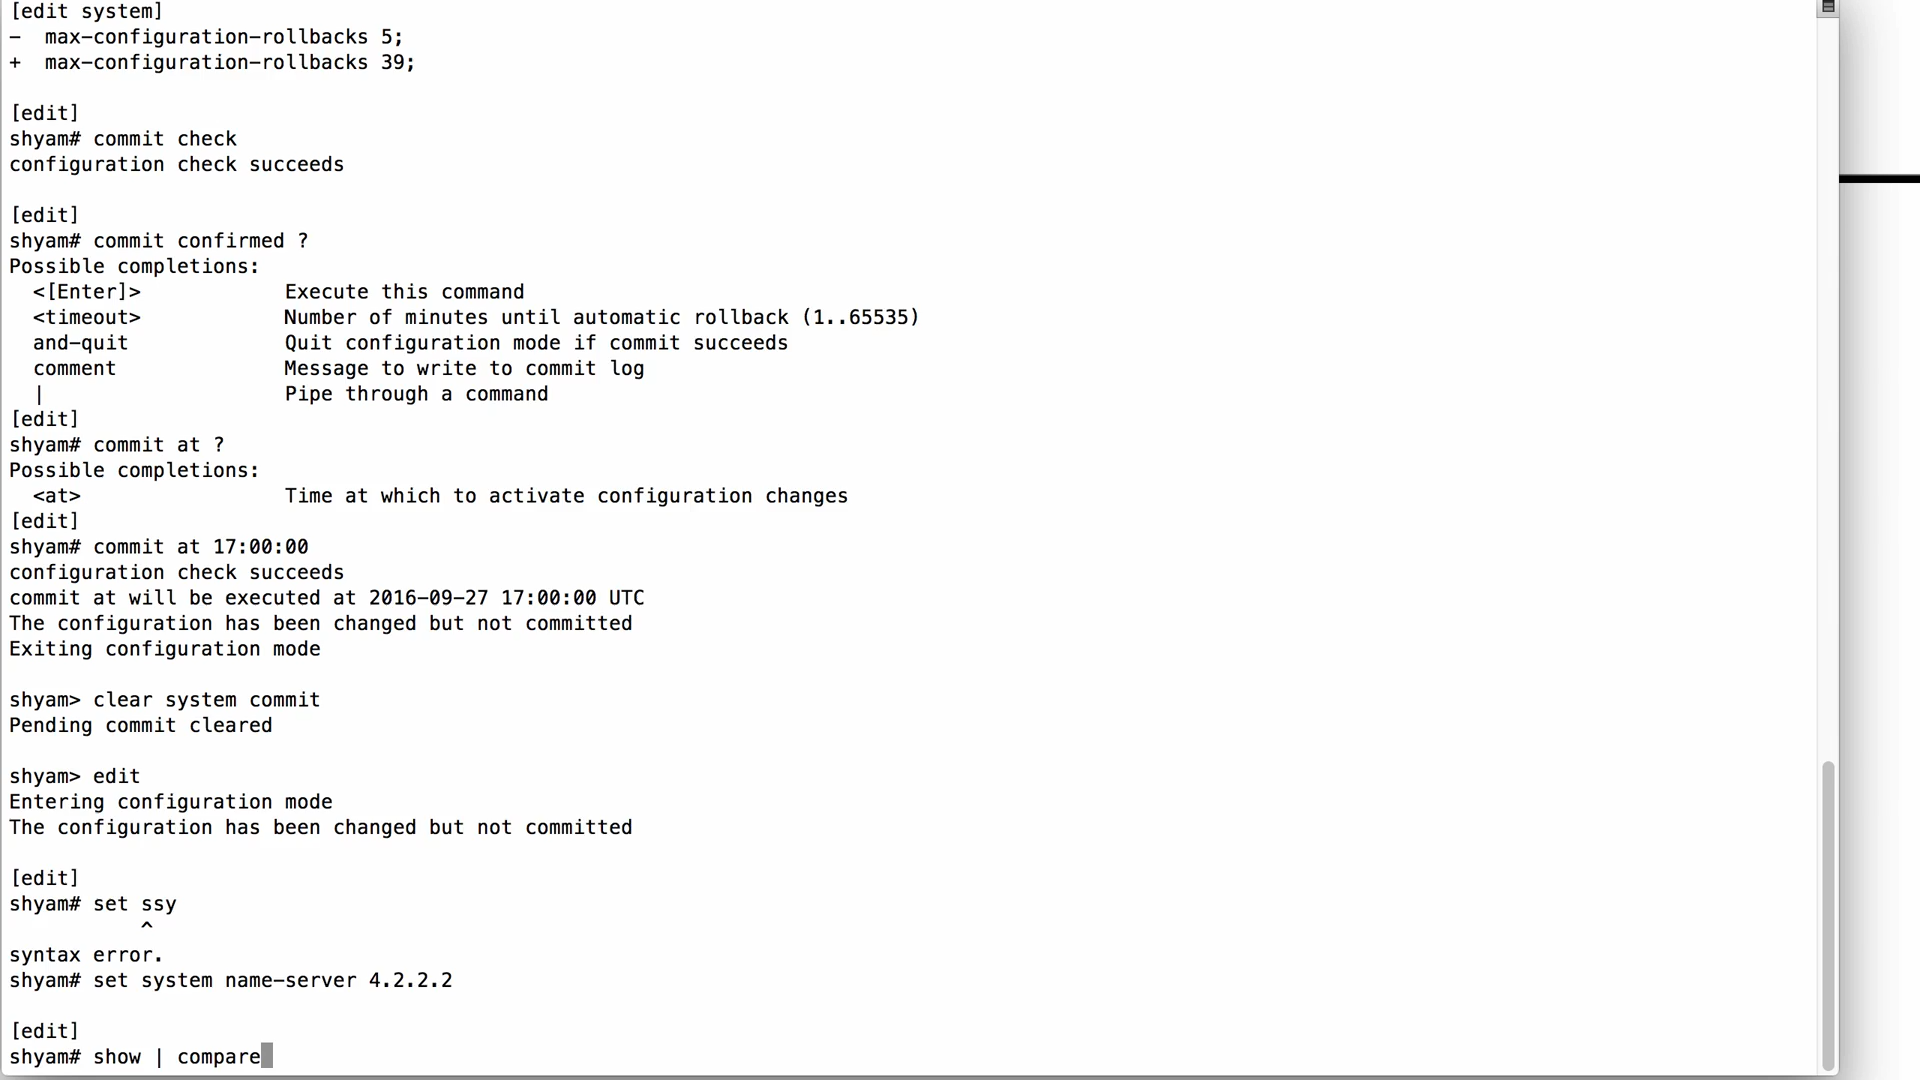 [edit system]
-  max-configuration-rollbacks 5;
+  max-configuration-rollbacks 39;

[edit]
shyam# commit check
configuration check succeeds

[edit]
shyam# commit confirmed ?
Possible completions:
  <[Enter]>            Execute this command
  <timeout>            Number of minutes until automatic rollback (1..65535)
  and-quit             Quit configuration mode if commit succeeds
  comment              Message to write to commit log
  |                    Pipe through a command
[edit]
shyam# commit at ?
Possible completions:
  <at>                 Time at which to activate configuration changes
[edit]
shyam# commit at 17:00:00
configuration check succeeds
commit at will be executed at 2016-09-27 17:00:00 UTC
The configuration has been changed but not committed
Exiting configuration mode

shyam> clear system commit
Pending commit cleared

shyam> edit
Entering configuration mode
The configuration has been changed but not committed

[edit]
shyam# set ssy
           ^
syntax error.
shyam# set system name-server 4.2.2.2

[edit]
shyam# show | compare